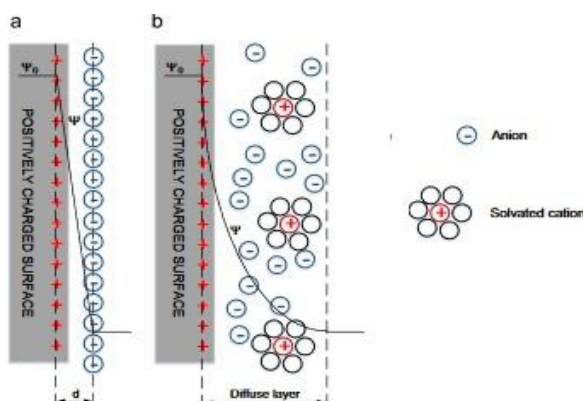 a
b
Ψ₀
Ψ
POSITIVELY CHARGED SURFACE
d
Ψ₀
Ψ
POSITIVELY CHARGED SURFACE
Diffuse layer
Anion
Solvated cation